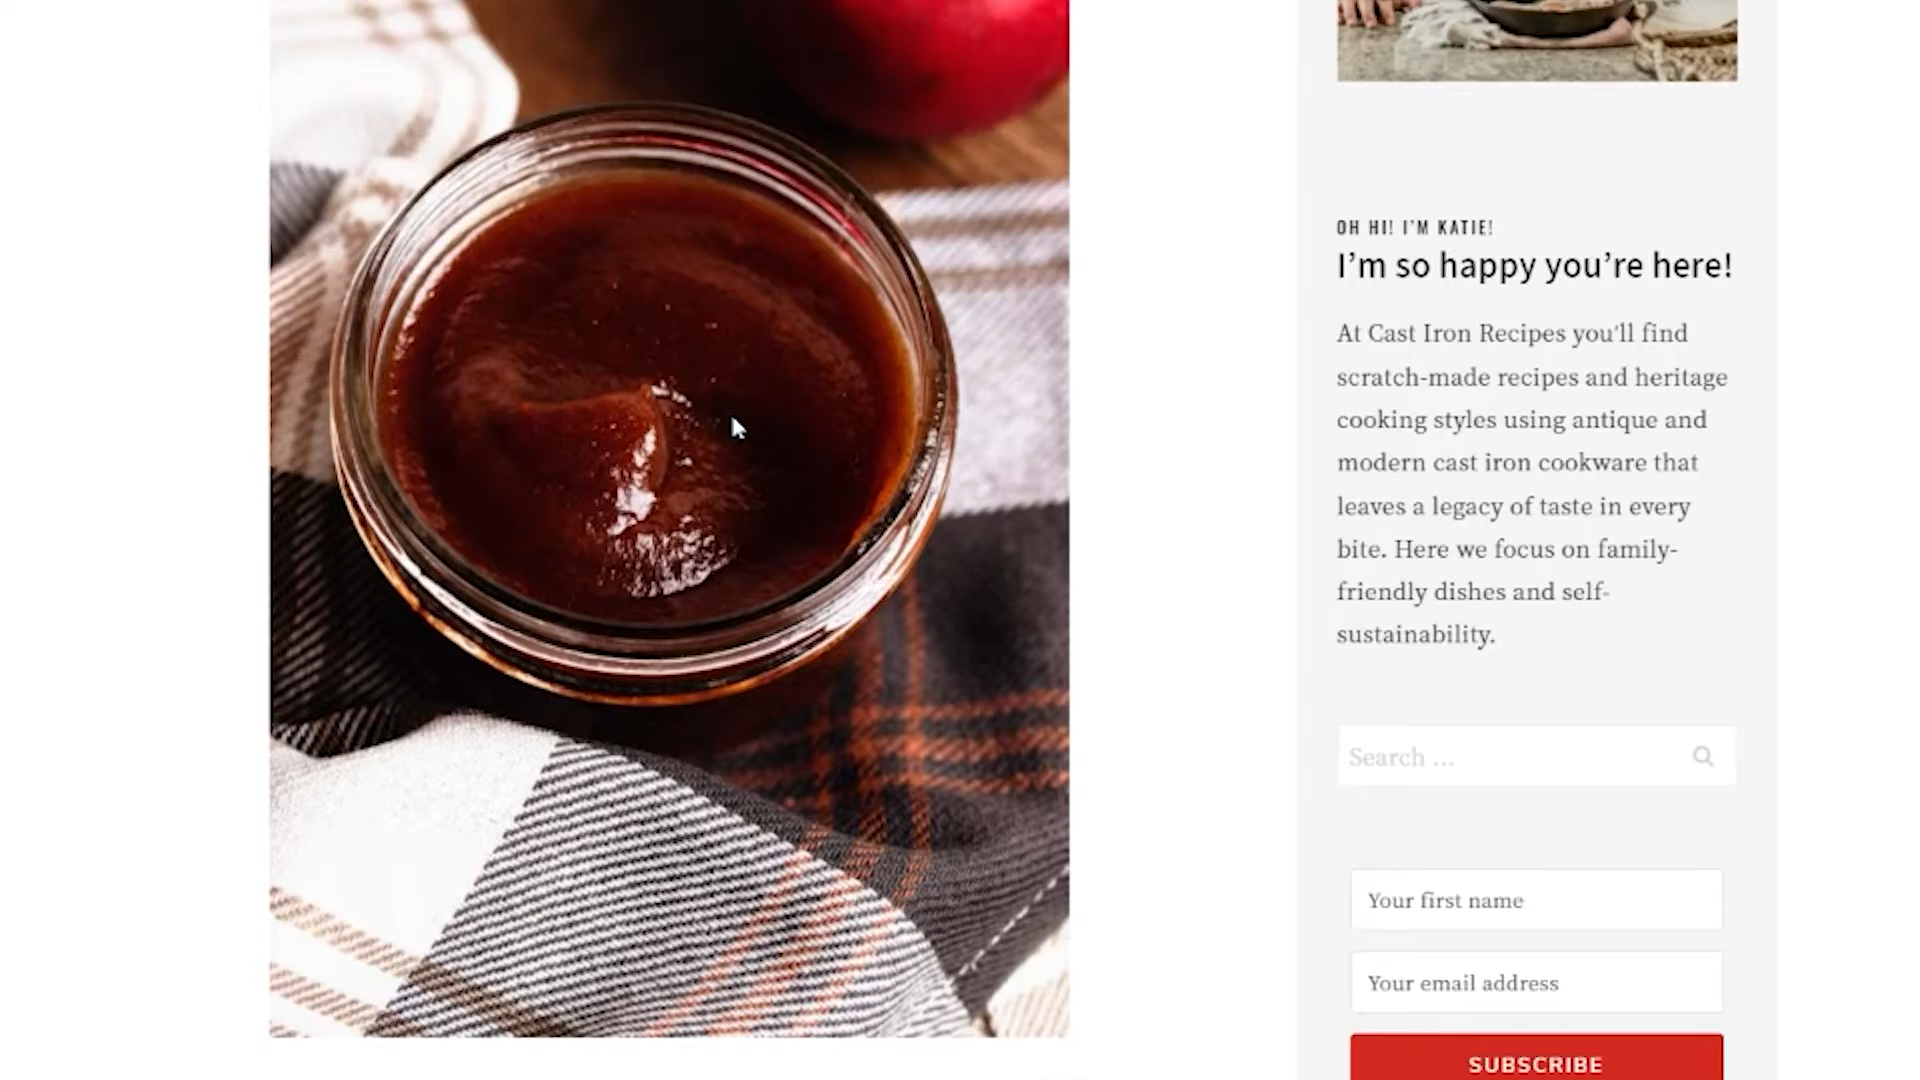 OH HI! I'M KATIE!
I'm so happy you're here!
At Cast Iron Recipes you'll find
scratch-made recipes and heritage
cooking styles using antique and
modern cast iron cookware that
leaves a legacy of taste in every
bite. Here we focus on family-
friendly dishes and self-
sustainability.
Search ...
Your first name
Your email address
SUBSCRIBE